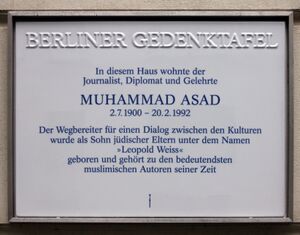 BERLINER GEDENKTAFEL
In diesem Haus wohnte der
Journalist, Diplomat und Gelehrte
MUHAMMAD ASAD
2.7.1900 – 20.2.1992
Der Wegbereiter für einen Dialog zwischen den Kulturen
wurde als Sohn jüdischer Eltern unter dem Namen
»Leopold Weiss«
geboren und gehört zu den bedeutendsten
muslimischen Autoren seiner Zeit